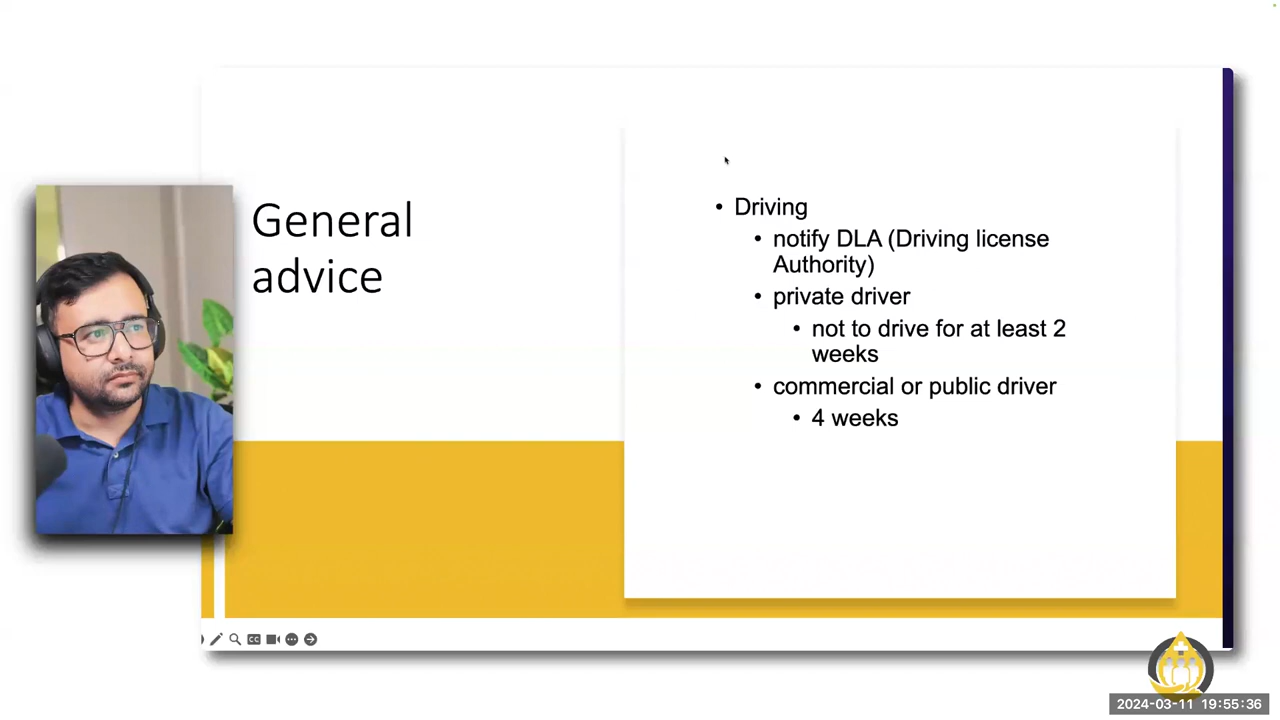 General
advice
• Driving
• notify DLA (Driving license
Authority)
• private driver
• not to drive for at least 2
weeks
• commercial or public driver
• 4 weeks
CC
2024-03-11 19:55:36